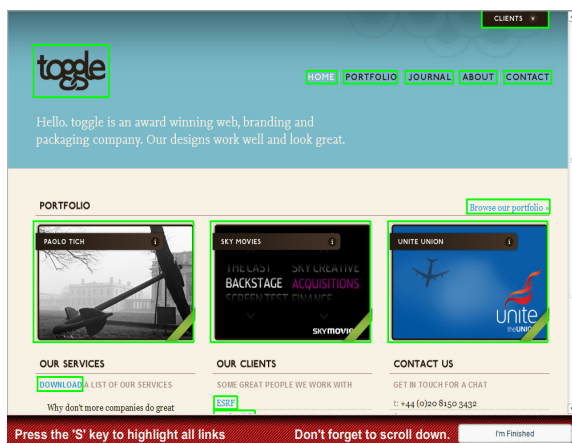 CLIENTS
toggle
HOME PORTFOLIO JOURNAL ABOUT CONTACT
Hello. toggle is an award winning web, branding and
packaging company. Our designs work well and look great.
PORTFOLIO
Browse our portfolio »
PAOLO TICH i
SKY MOVIES i
UNITE UNION i
THE CAST SKY CREATIVE
BACKSTAGE ACQUISITIONS
SCREEN TEST FINANCE
SKYMOVIE
unite
theUNION
OUR SERVICES
OUR CLIENTS
CONTACT US
DOWNLOAD A LIST OF OUR SERVICES
SOME GREAT PEOPLE WE WORK WITH
GET IN TOUCH FOR A CHAT
Why don't more companies do great
ESRF
t: +44 (0)20 8150 3432
Press the 'S' key to highlight all links
Don't forget to scroll down.
I'm Finished